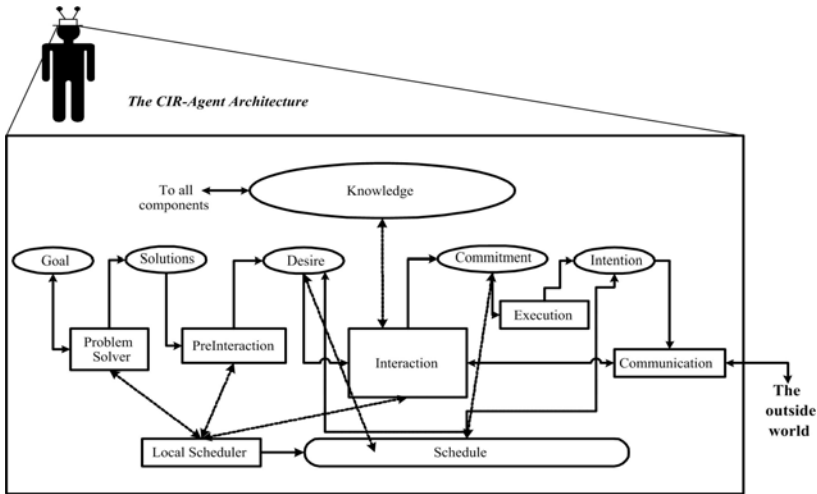 The CIR-Agent Architecture
To all
components
Knowledge
Goal
Solutions
Desire
Commitment
Intention
Execution
Problem
Solver
PreInteraction
Interaction
Communication
The
outside
world
Local Scheduler
Schedule